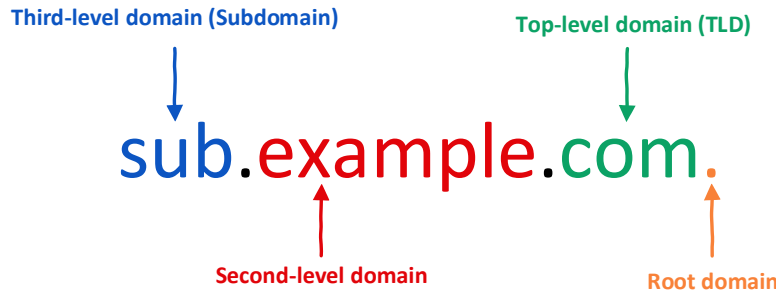 Third-level domain (Subdomain)
Top-level domain (TLD)
sub.example.com.
Second-level domain
Root domain